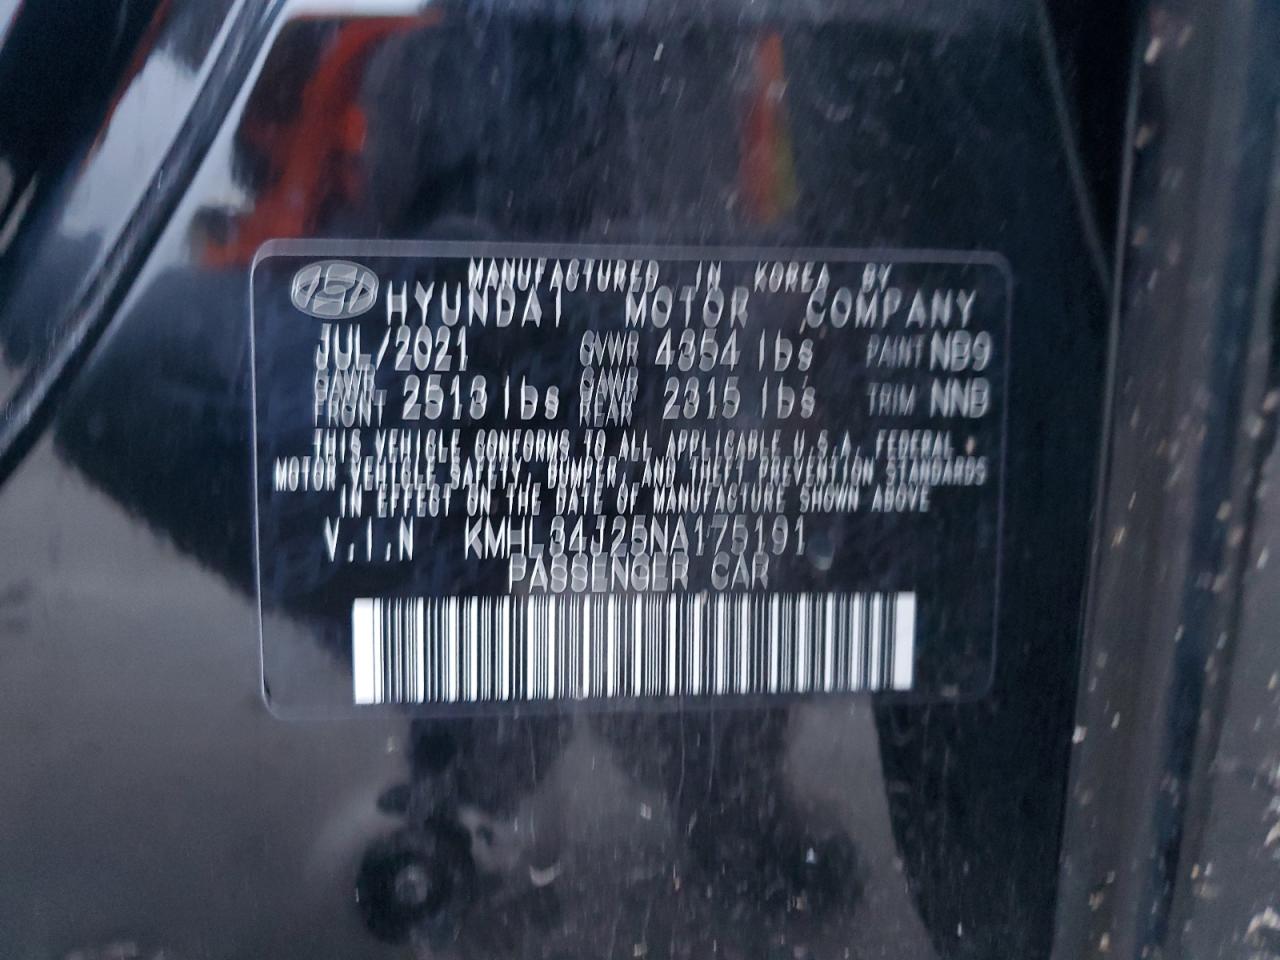 MANUFACTURED IN KOREA BY
HYUNDAI MOTOR COMPANY
JUL/2021 GVWR 4354 lbs PAINT NB9
GAWR FRONT 2513 lbs GAWR REAR 2315 lbs TRIM NNB
THIS VEHICLE CONFORMS TO ALL APPLICABLE U.S.A. FEDERAL
MOTOR VEHICLE SAFETY, BUMPER, AND THEFT PREVENTION STANDARDS
IN EFFECT ON THE DATE OF MANUFACTURE SHOWN ABOVE
V.I.N KMHL34J25NA175191
PASSENGER CAR